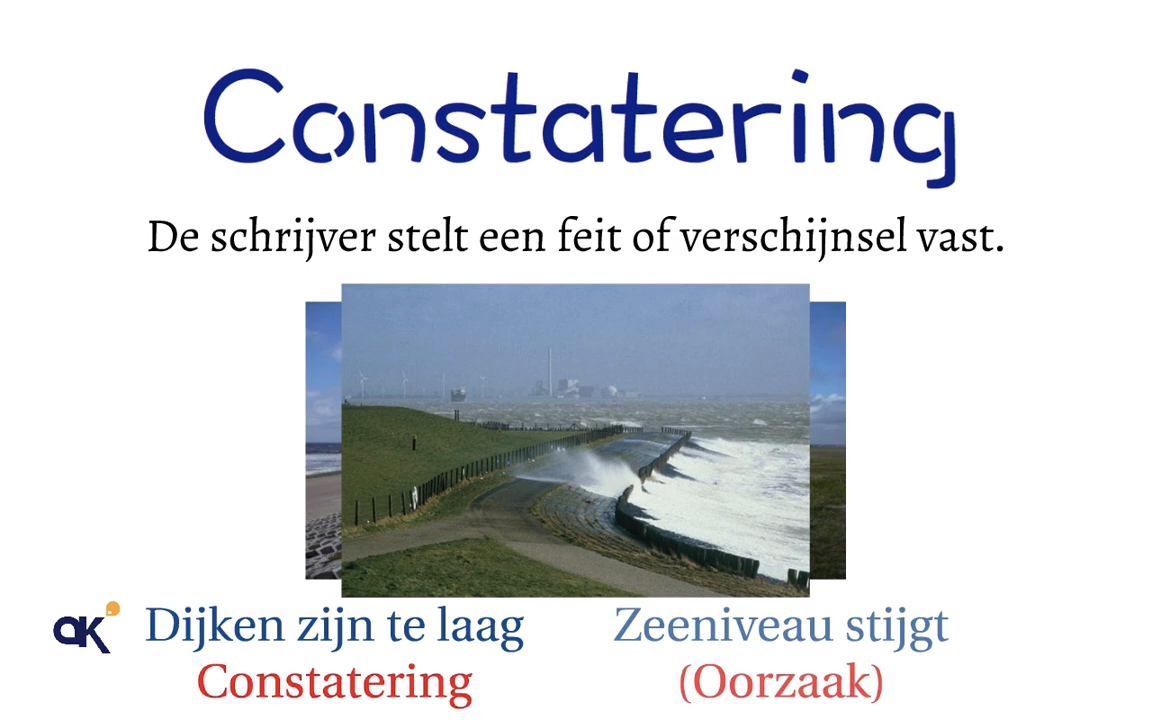 Constatering
De schrijver stelt een feit of verschijnsel vast.
Dijken zijn te laag
Zeeniveau stijgt
Constatering
(Oorzaak)